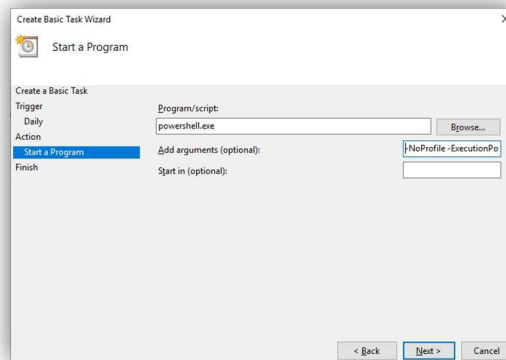 Create Basic Task Wizard
Start a Program
Create a Basic Task
Trigger
Daily
Action
Start a Program
Finish
Program/script:
powershell.exe
Browse...
Add arguments (optional):
-NoProfile -ExecutionPo
Start in (optional):
< Back
Next >
Cancel